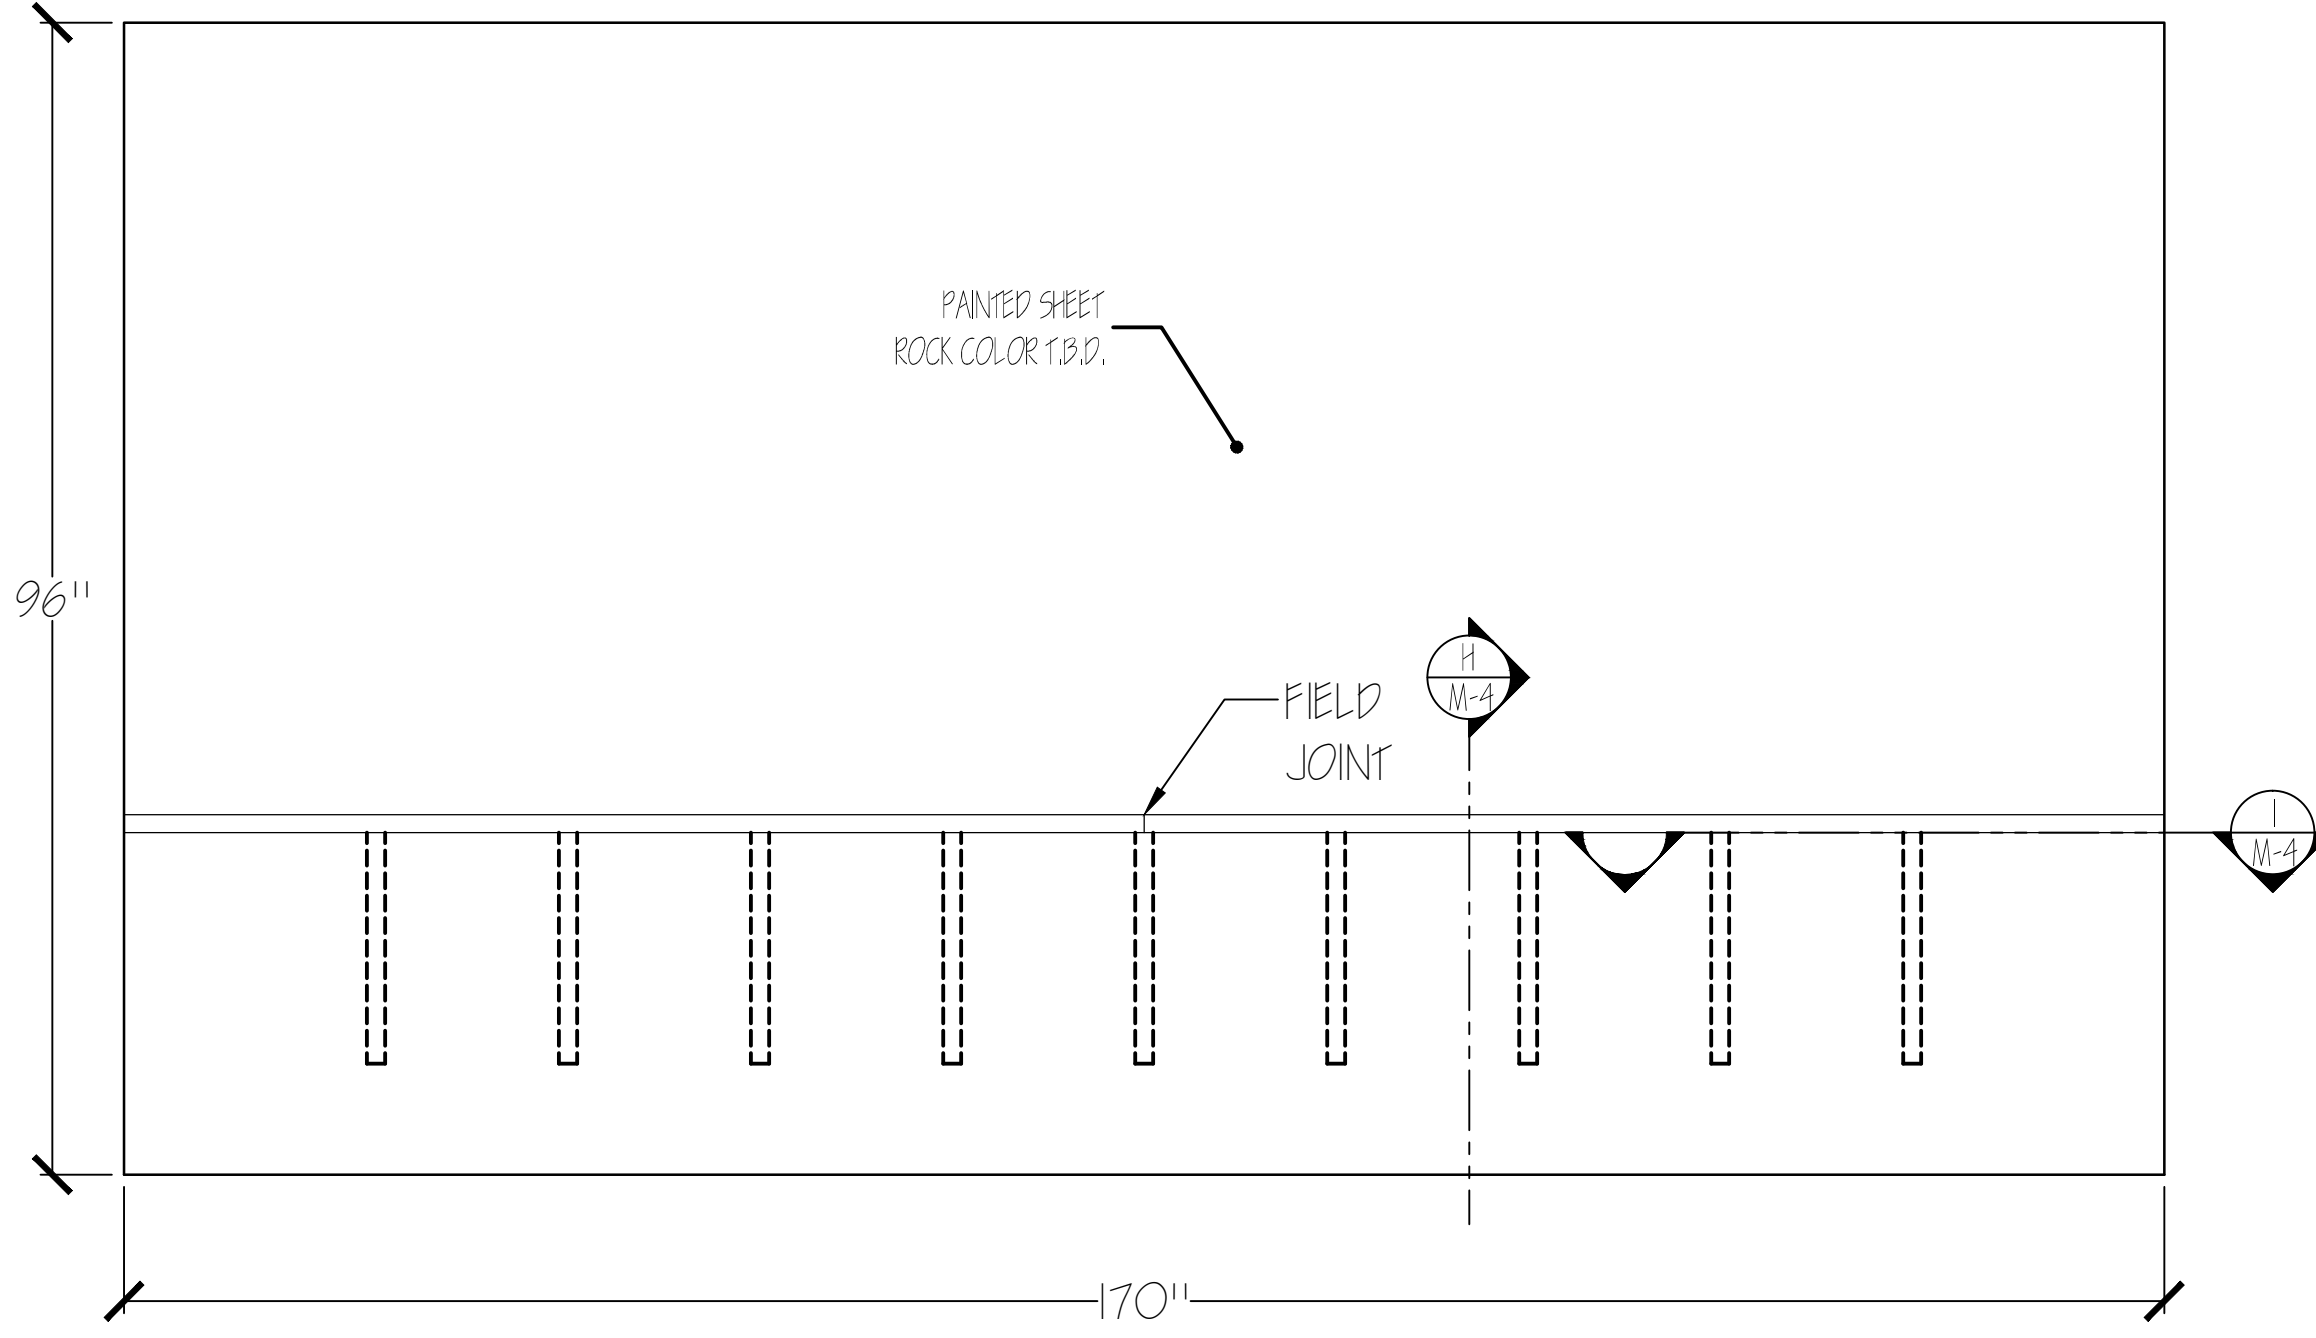 PAINTED SHEET
ROCK COLOR T.B.D.
96"
H
M-4
FIELD
JOINT
I
M-4
170"